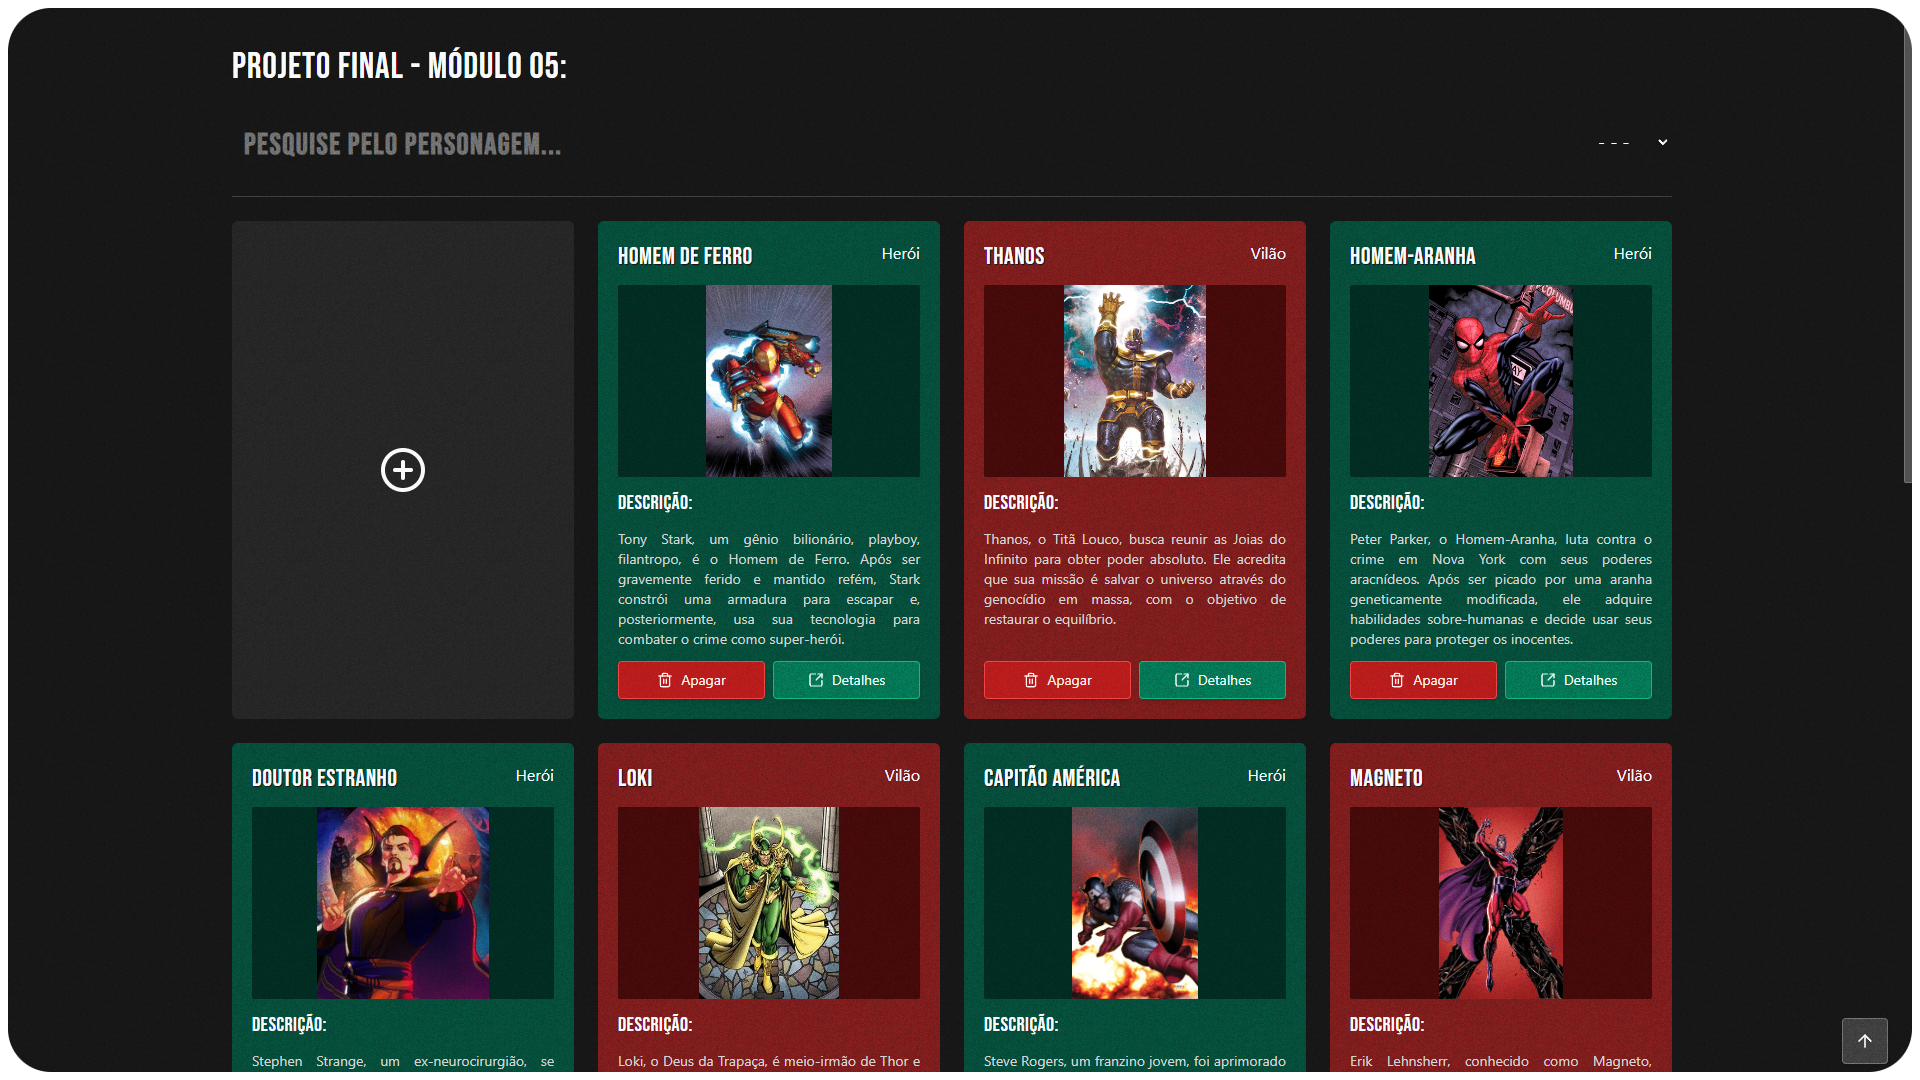 PROJETO FINAL - MÓDULO 05:
PESQUISE PELO PERSONAGEM...
---
HOMEM DE FERRO
Herói
DESCRIÇÃO:
Tony Stark, um gênio bilionário, playboy,
filantropo, é o Homem de Ferro. Após ser
gravemente ferido e mantido refém, Stark
constrói uma armadura para escapar e,
posteriormente, usa sua tecnologia para
combater o crime como super-herói.
Apagar
Detalhes
THANOS
Vilão
DESCRIÇÃO:
Thanos, o Titã Louco, busca reunir as Joias do
Infinito para obter poder absoluto. Ele acredita
que sua missão é salvar o universo através do
genocídio em massa, com o objetivo de
restaurar o equilíbrio.
Apagar
Detalhes
HOMEM-ARANHA
Herói
DESCRIÇÃO:
Peter Parker, o Homem-Aranha, luta contra o
crime em Nova York com seus poderes
aracnídeos. Após ser picado por uma aranha
geneticamente modificada, ele adquire
habilidades sobre-humanas e decide usar seus
poderes para proteger os inocentes.
Apagar
Detalhes
DOUTOR ESTRANHO
Herói
DESCRIÇÃO:
Stephen Strange, um ex-neurocirurgião, se
LOKI
Vilão
DESCRIÇÃO:
Loki, o Deus da Trapaça, é meio-irmão de Thor e
CAPITÃO AMÉRICA
Herói
DESCRIÇÃO:
Steve Rogers, um franzino jovem, foi aprimorado
MAGNETO
Vilão
DESCRIÇÃO:
Erik Lehnsherr, conhecido como Magneto,